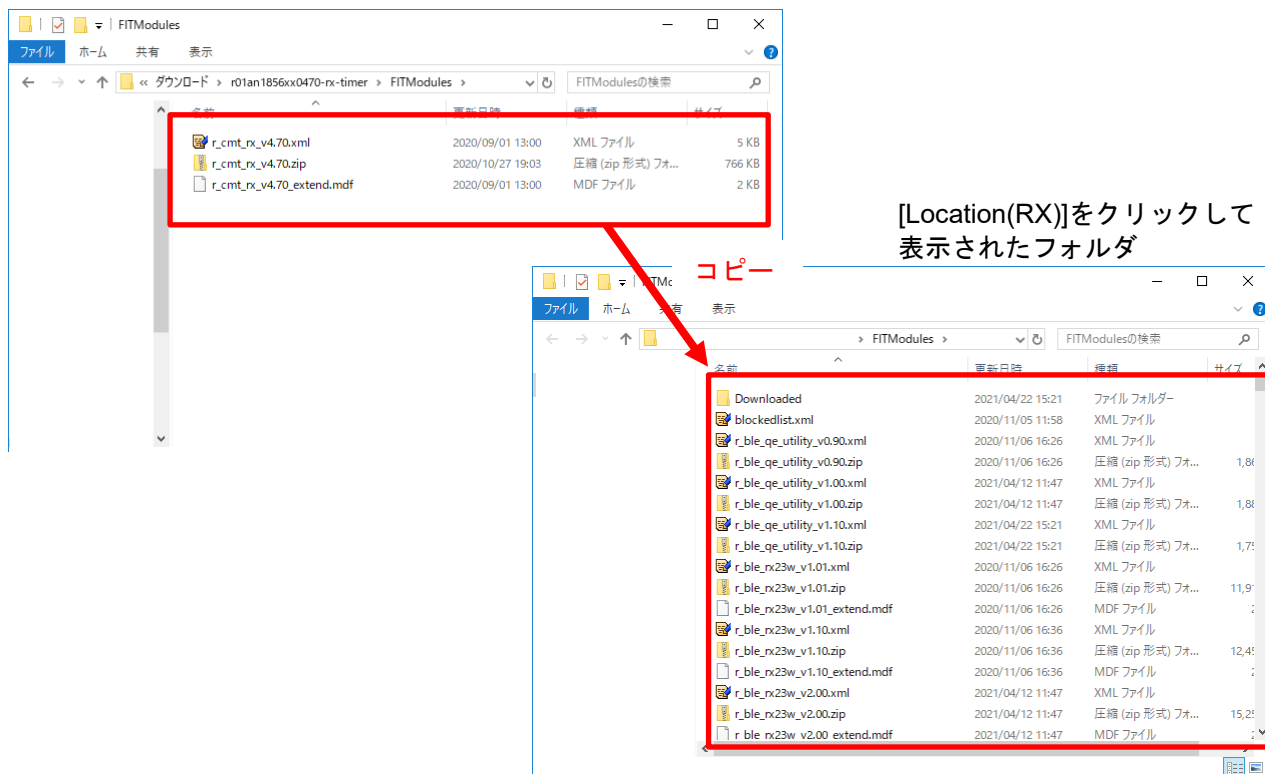 FITModules
ファイル ホーム 共有 表示
« ダウンロード › r01an1856xx0470-rx-timer › FITModules › FITModulesの検索
名前 更新日時 種類 サイズ
r_cmt_rx_v4.70.xml 2020/09/01 13:00 XML ファイル 5 KB
r_cmt_rx_v4.70.zip 2020/10/27 19:03 圧縮 (zip 形式) フォ... 766 KB
r_cmt_rx_v4.70_extend.mdf 2020/09/01 13:00 MDF ファイル 2 KB
[Location(RX)]をクリックして
表示されたフォルダ
コピー
ファイル ホーム 共有 表示
› FITModules › FITModulesの検索
名前 更新日時 種類 サイズ
Downloaded 2021/04/22 15:21 ファイル フォルダー
blockedlist.xml 2020/11/05 11:58 XML ファイル
r_ble_qe_utility_v0.90.xml 2020/11/06 16:26 XML ファイル
r_ble_qe_utility_v0.90.zip 2020/11/06 16:26 圧縮 (zip 形式) フォ... 1,86
r_ble_qe_utility_v1.00.xml 2021/04/12 11:47 XML ファイル
r_ble_qe_utility_v1.00.zip 2021/04/12 11:47 圧縮 (zip 形式) フォ... 1,88
r_ble_qe_utility_v1.10.xml 2021/04/22 15:21 XML ファイル
r_ble_qe_utility_v1.10.zip 2021/04/22 15:21 圧縮 (zip 形式) フォ... 1,75
r_ble_rx23w_v1.01.xml 2020/11/06 16:26 XML ファイル
r_ble_rx23w_v1.01.zip 2020/11/06 16:26 圧縮 (zip 形式) フォ... 11,91
r_ble_rx23w_v1.01_extend.mdf 2020/11/06 16:26 MDF ファイル
r_ble_rx23w_v1.10.xml 2020/11/06 16:36 XML ファイル
r_ble_rx23w_v1.10.zip 2020/11/06 16:36 圧縮 (zip 形式) フォ... 12,45
r_ble_rx23w_v1.10_extend.mdf 2020/11/06 16:36 MDF ファイル
r_ble_rx23w_v2.00.xml 2021/04/12 11:47 XML ファイル
r_ble_rx23w_v2.00.zip 2021/04/12 11:47 圧縮 (zip 形式) フォ... 15,25
r_ble_rx23w_v2.00_extend.mdf 2021/04/12 11:47 MDF ファイル